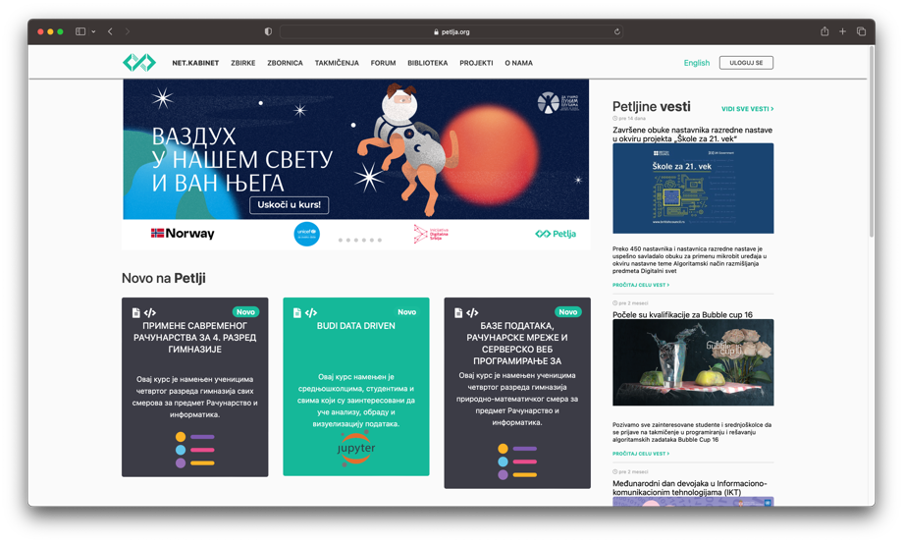 petlja.org
NET.KABINET ZBIRKE ZBORNICA TAKMIČENJA FORUM BIBLIOTEKA PROJEKTI O NAMA English ULOGUJ SE
ВАЗДУХ
У НАШЕМ СВЕТУ
И ВАН ЊЕГА
Uskoči u kurs!
Norway
unicef
Petlja
Novo na Petlji
Novo
ПРИМЕНЕ САВРЕМЕНОГ
РАЧУНАРСТВА ЗА 4. РАЗРЕД
ГИМНАЗИЈЕ
Овај курс је намењен ученицима
четвртог разреда гимназија свих
смерова за предмет Рачунарство и
информатика.
Novo
BUDI DATA DRIVEN
Овај курс намењен је
средњошколцима, студентима и
свима који су заинтересовани да
уче анализу, обраду и
визуелизацију података.
jupyter
Novo
БАЗЕ ПОДАТАКА,
РАЧУНАРСКЕ МРЕЖЕ И
СЕРВЕРСКО ВЕБ
ПРОГРАМИРАЊЕ ЗА
Овај курс је намењен ученицима
четвртог разреда гимназија
природно-математичког смера за
предмет Рачунарство и
информатика.
Petljine vesti VIDI SVE VESTI >
pre 14 dana
Završene obuke nastavnika razredne nastave
u okviru projekta „Škole za 21. vek“
Škole za 21. vek
Preko 450 nastavnika i nastavnica razredne nastave je
uspešno savladalo obuku za primenu mikrobit uređaja u
okviru nastavne teme Algoritamski način razmišljanja
predmeta Digitalni svet
PROČITAJ CELU VEST >
pre 2 meseci
Počele su kvalifikacije za Bubble cup 16
Bubble
cup
Pozivamo sve zainteresovane studente i srednjoškolce da
se prijave na takmičenje u programiranju i rešavanju
algoritamskih zadataka Bubble Cup 16
PROČITAJ CELU VEST >
pre 2 meseci
Međunarodni dan devojaka u Informaciono-
komunikacionim tehnologijama (IKT)